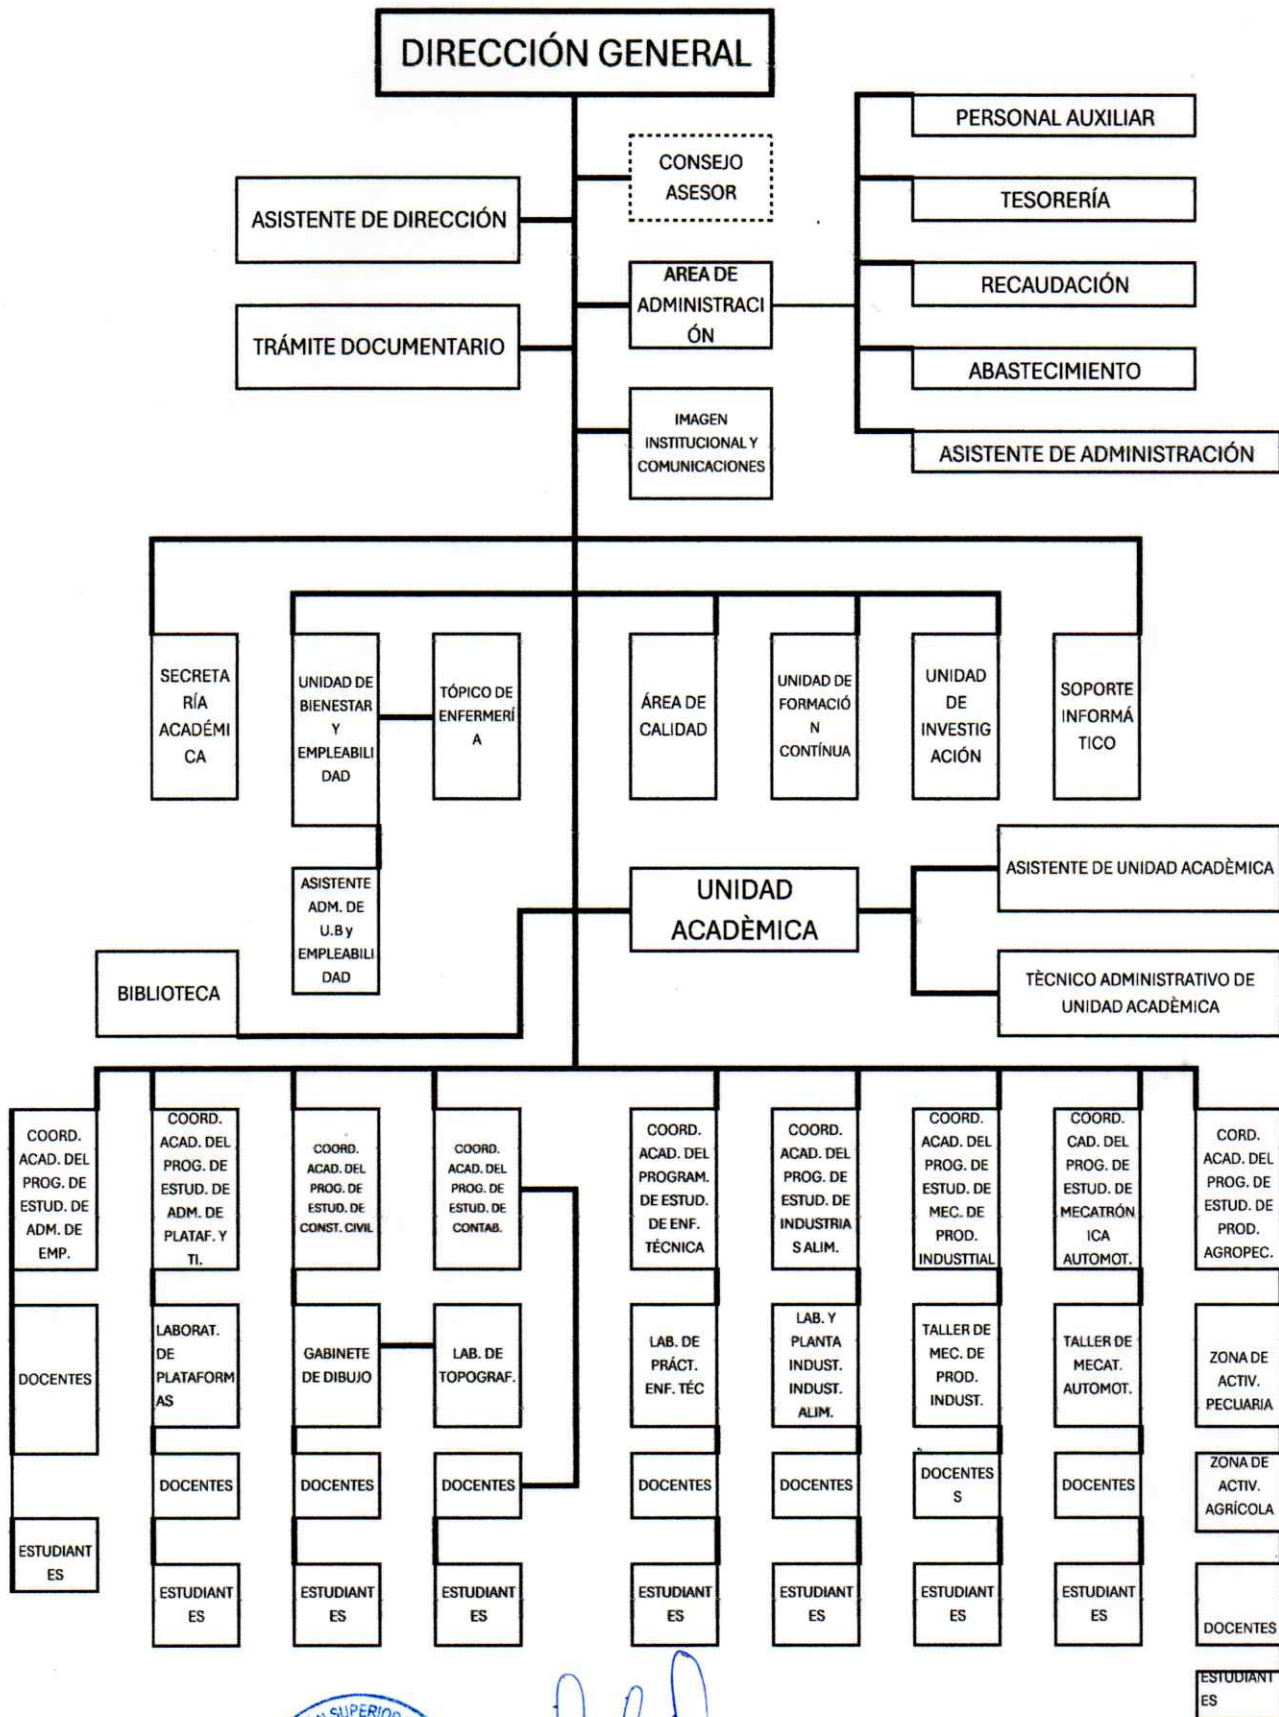 DIRECCIÓN GENERAL
PERSONAL AUXILIAR
CONSEJO
ASESOR
ASISTENTE DE DIRECCIÓN
TESORERÍA
AREA DE
ADMINISTRACI
ÓN
RECAUDACIÓN
TRÁMITE DOCUMENTARIO
ABASTECIMIENTO
IMAGEN
INSTITUCIONAL Y
COMUNICACIONES
ASISTENTE DE ADMINISTRACIÓN
SECRETA
RÍA
ACADÉMI
CA
UNIDAD DE
BIENESTAR
Y
EMPLEABILI
DAD
TÓPICO DE
ENFERMERÍ
A
ÁREA DE
CALIDAD
UNIDAD DE
FORMACIÓ
N
CONTÍNUA
UNIDAD
DE
INVESTIG
ACIÓN
SOPORTE
INFORMÁ
TICO
ASISTENTE
ADM. DE
U.B y
EMPLEABILI
DAD
UNIDAD
ACADÈMICA
ASISTENTE DE UNIDAD ACADÈMICA
BIBLIOTECA
TÈCNICO ADMINISTRATIVO DE
UNIDAD ACADÈMICA
COORD.
ACAD. DEL
PROG. DE
ESTUD. DE
ADM. DE
EMP.
COORD.
ACAD. DEL
PROG. DE
ESTUD. DE
ADM. DE
PLATAF. Y
TI.
COORD.
ACAD. DEL
PROG. DE
ESTUD. DE
CONST. CIVIL
COORD.
ACAD. DEL
PROG. DE
ESTUD. DE
CONTAB.
COORD.
ACAD. DEL
PROGRAM.
DE ESTUD.
DE ENF.
TÉCNICA
COORD.
ACAD. DEL
PROG. DE
ESTUD. DE
INDUSTRIA
S ALIM.
COORD.
ACAD. DEL
PROG. DE
ESTUD. DE
MEC. DE
PROD.
INDUSTTIAL
COORD.
CAD. DEL
PROG. DE
ESTUD. DE
MECATRÓN
ICA
AUTOMOT.
CORD.
ACAD. DEL
PROG. DE
ESTUD. DE
PROD.
AGROPEC.
DOCENTES
LABORAT.
DE
PLATAFORM
AS
GABINETE
DE DIBUJO
LAB. DE
TOPOGRAF.
LAB. DE
PRÁCT.
ENF. TÉC
LAB. Y
PLANTA
INDUST.
INDUST.
ALIM.
TALLER DE
MEC. DE
PROD.
INDUST.
TALLER DE
MECAT.
AUTOMOT.
ZONA DE
ACTIV.
PECUARIA
DOCENTES
DOCENTES
DOCENTES
DOCENTES
DOCENTES
DOCENTES
S
DOCENTES
ZONA DE
ACTIV.
AGRÍCOLA
ESTUDIANT
ES
ESTUDIANT
ES
ESTUDIANT
ES
ESTUDIANT
ES
ESTUDIANT
ES
ESTUDIANT
ES
ESTUDIANT
ES
ESTUDIANT
ES
DOCENTES
ESTUDIANT
ES
SUPERIOR